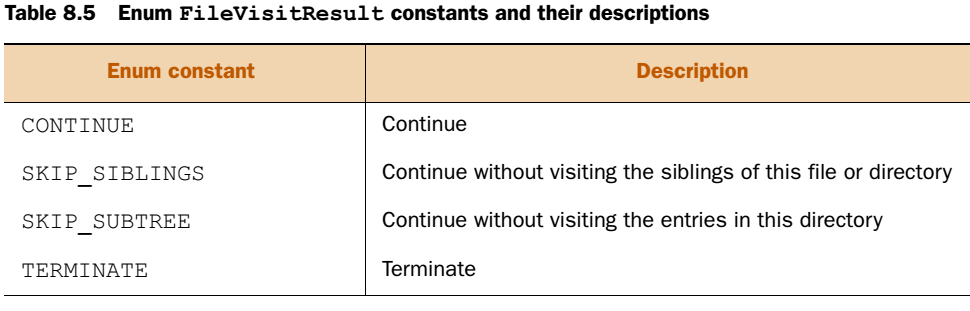 Table 8.5 Enum FileVisitResult constants and their descriptions
Enum constant Description
CONTINUE Continue
SKIP_SIBLINGS Continue without visiting the siblings of this file or directory
SKIP_SUBTREE Continue without visiting the entries in this directory
TERMINATE Terminate